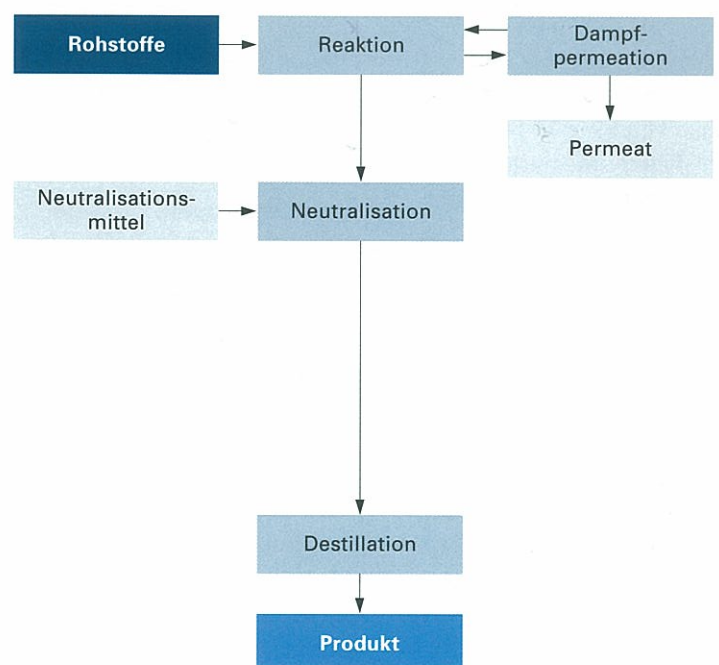 Rohstoffe
Reaktion
Dampf-
permeation
Permeat
Neutralisations-
mittel
Neutralisation
Destillation
Produkt